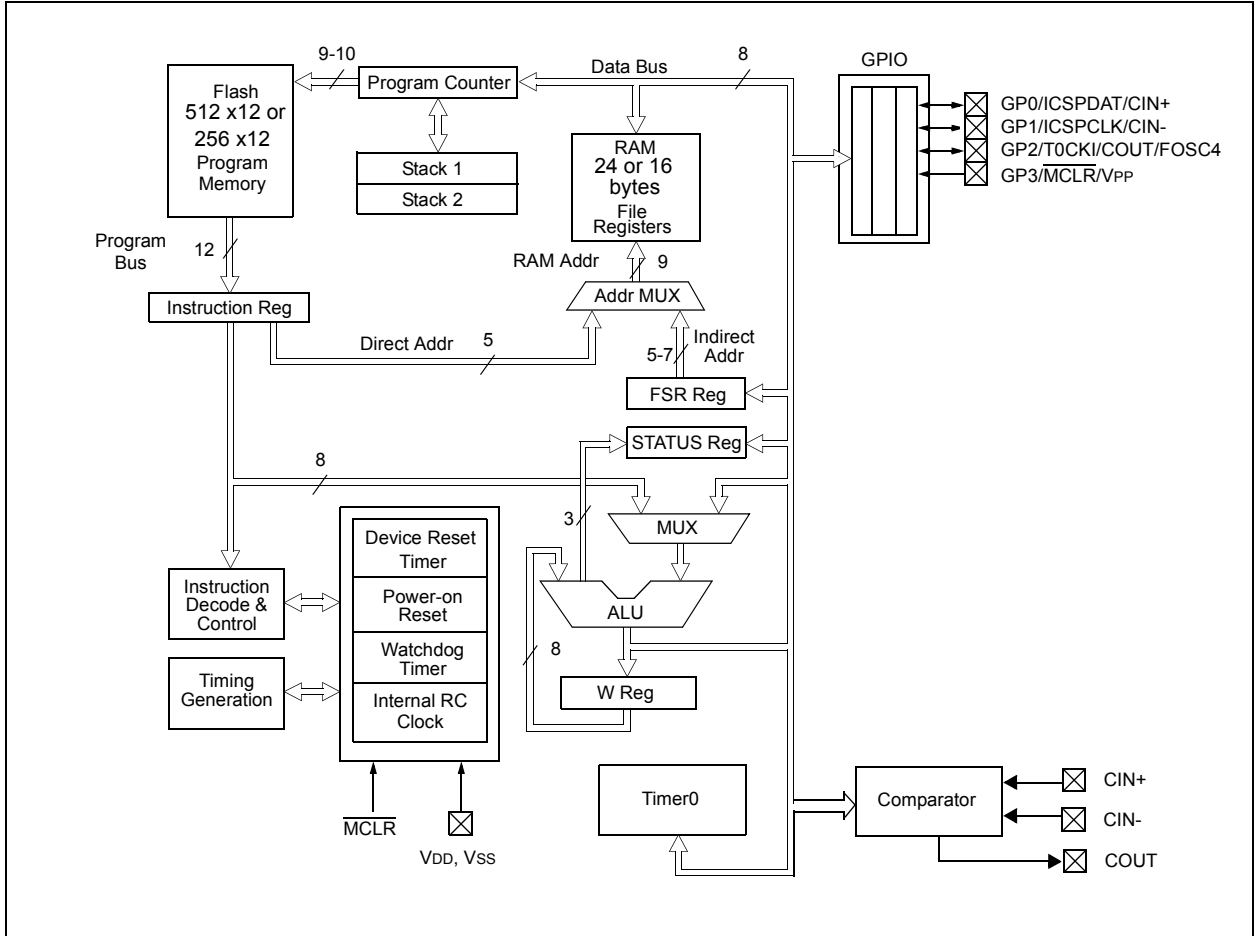 9-10
Program Counter
Data Bus
8
GPIO
Flash
512 x12 or
256 x12
Program
Memory
Stack 1
Stack 2
RAM
24 or 16
bytes
File
Registers
GP0/ICSPDAT/CIN+
GP1/ICSPCLK/CIN-
GP2/T0CKI/COUT/FOSC4
GP3/MCLR/VPP
Program
Bus
12
RAM Addr
9
Addr MUX
Instruction Reg
Direct Addr
5
5-7
Indirect
Addr
FSR Reg
STATUS Reg
8
3
MUX
Device Reset
Timer
Power-on
Reset
Watchdog
Timer
Internal RC
Clock
Instruction
Decode &
Control
Timing
Generation
ALU
8
W Reg
MCLR
VDD, VSS
Timer0
Comparator
CIN+
CIN-
COUT